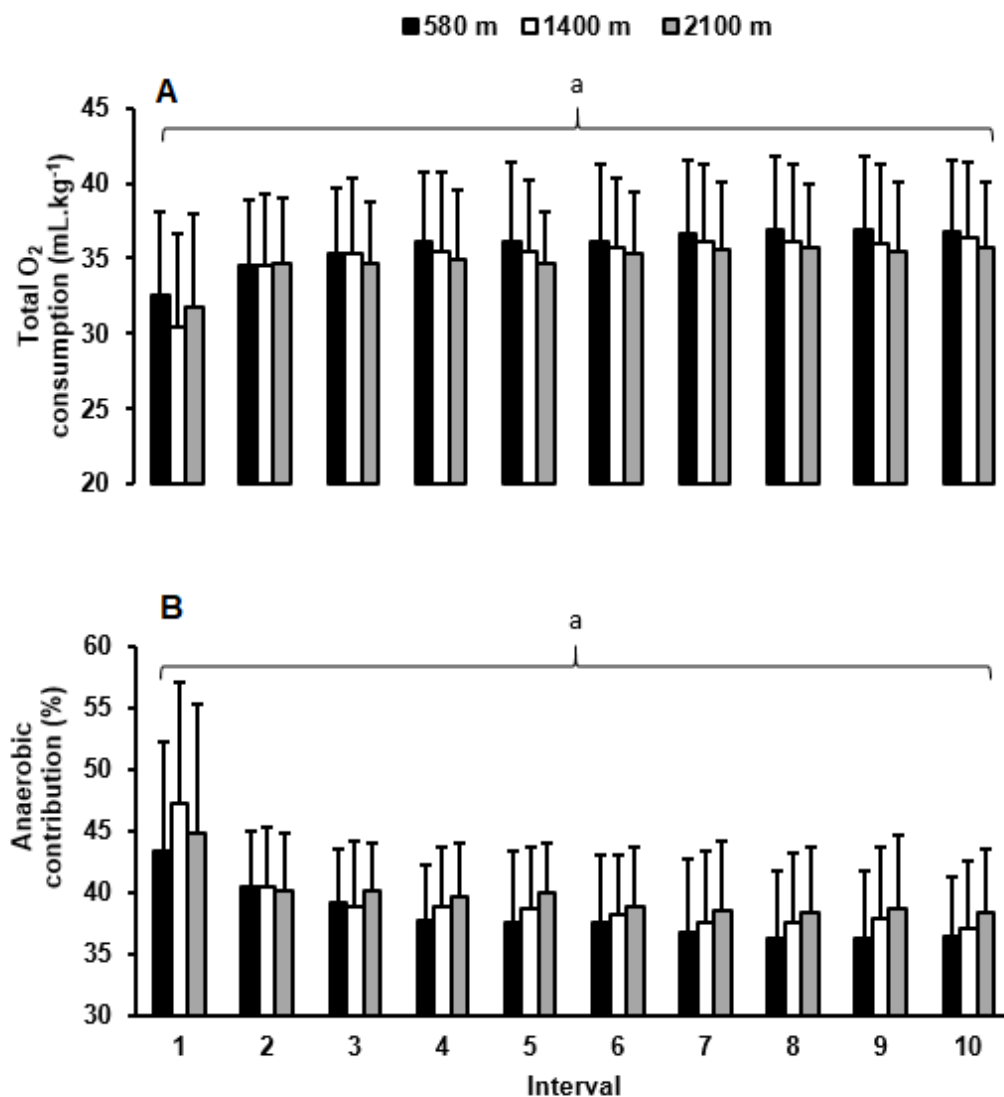 580 m 1400 m 2100 m
A
a
45
40
35
30
25
20
Total O₂
consumption (mL.kg⁻¹)
B
a
60
55
50
45
40
35
30
Anaerobic
contribution (%)
1 2 3 4 5 6 7 8 9 10
Interval